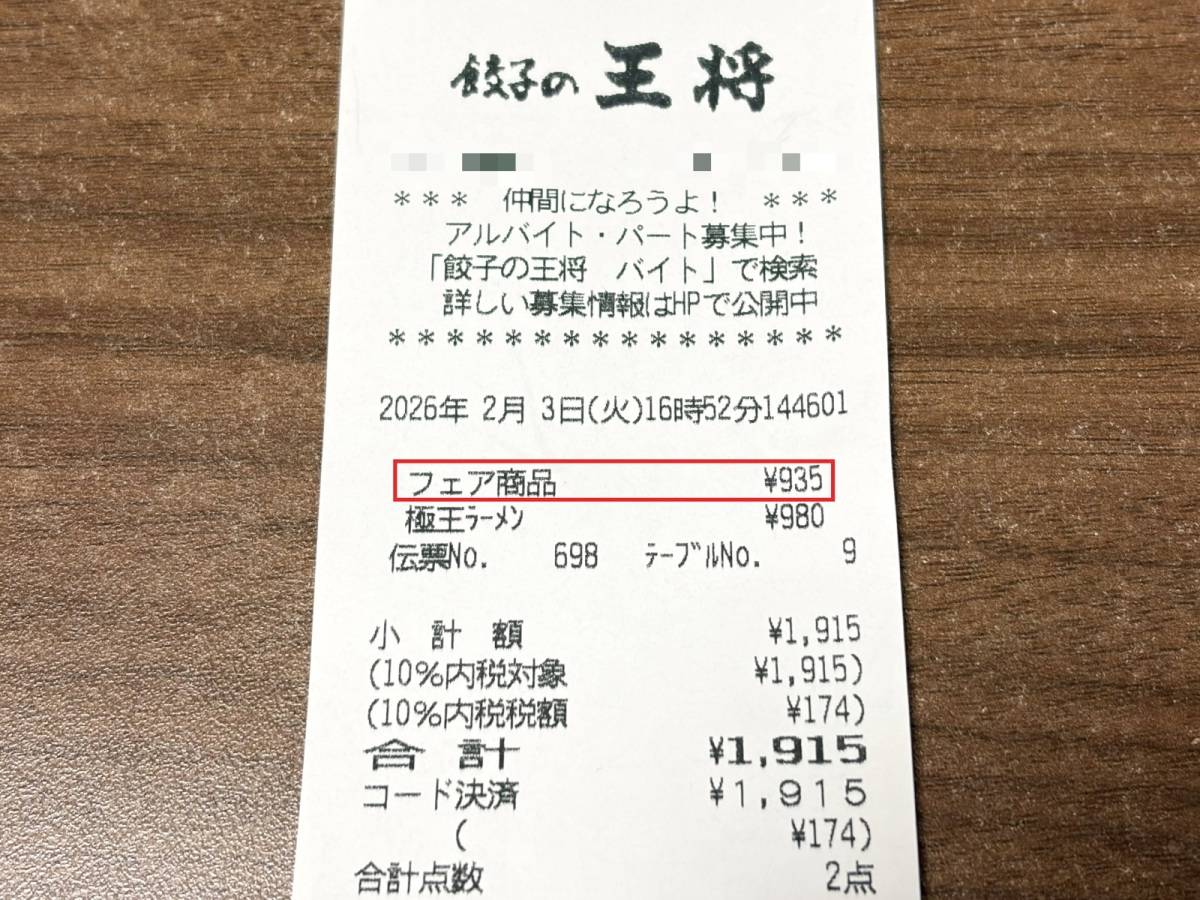 餃子の王将
*** 仲間になろうよ! ***
アルバイト・パート募集中!
「餃子の王将 バイト」で検索
詳しい募集情報はHPで公開中
****************
2026年 2月 3日(火)16時52分144601
フェア商品 ¥935
極王ラーメン ¥980
伝票No. 698 テーブルNo. 9
小 計 額 ¥1,915
(10%内税対象 ¥1,915)
(10%内税税額 ¥174)
合 計 ¥1,915
コード決済 ¥1,915
( ¥174)
合計点数 2点